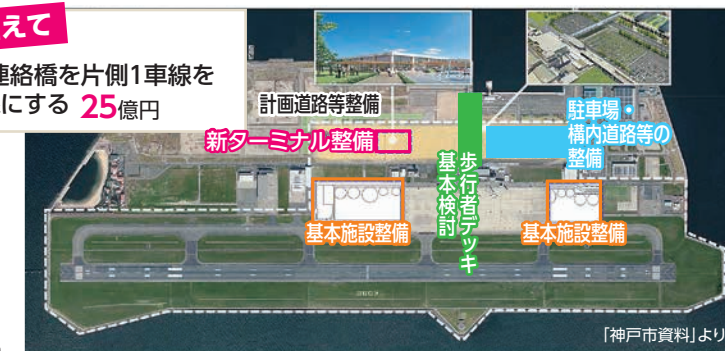 えて
連絡橋を片側1車線を
にする 25億円
計画道路等整備
新ターミナル整備
駐車場・
構内道路等の
整備
歩行者デッキ
基本検討
基本施設整備
基本施設整備
「神戸市資料」より